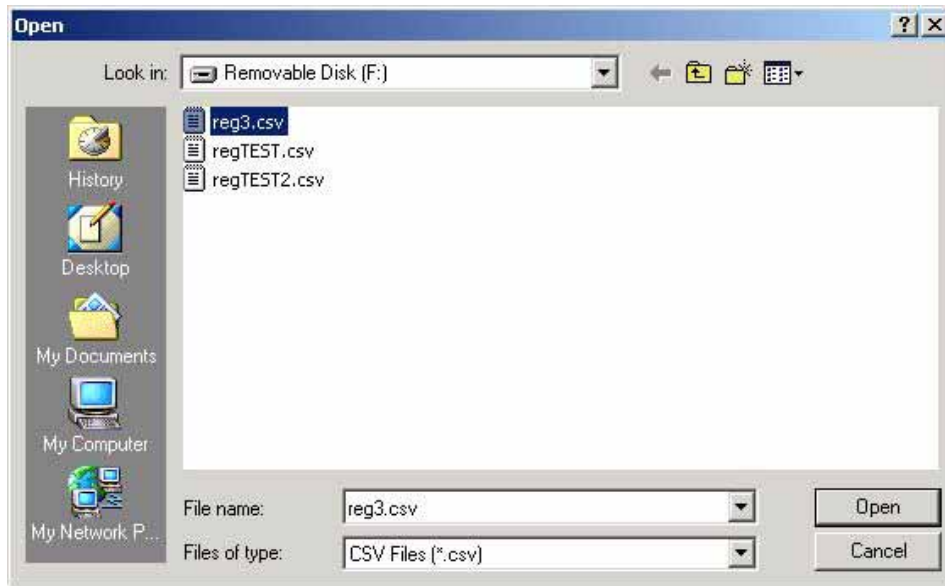 Open
Look in: Removable Disk (F:)
reg3.csv
regTEST.csv
regTEST2.csv
History
Desktop
My Documents
My Computer
My Network P...
File name: reg3.csv
Open
Files of type: CSV Files (*.csv)
Cancel